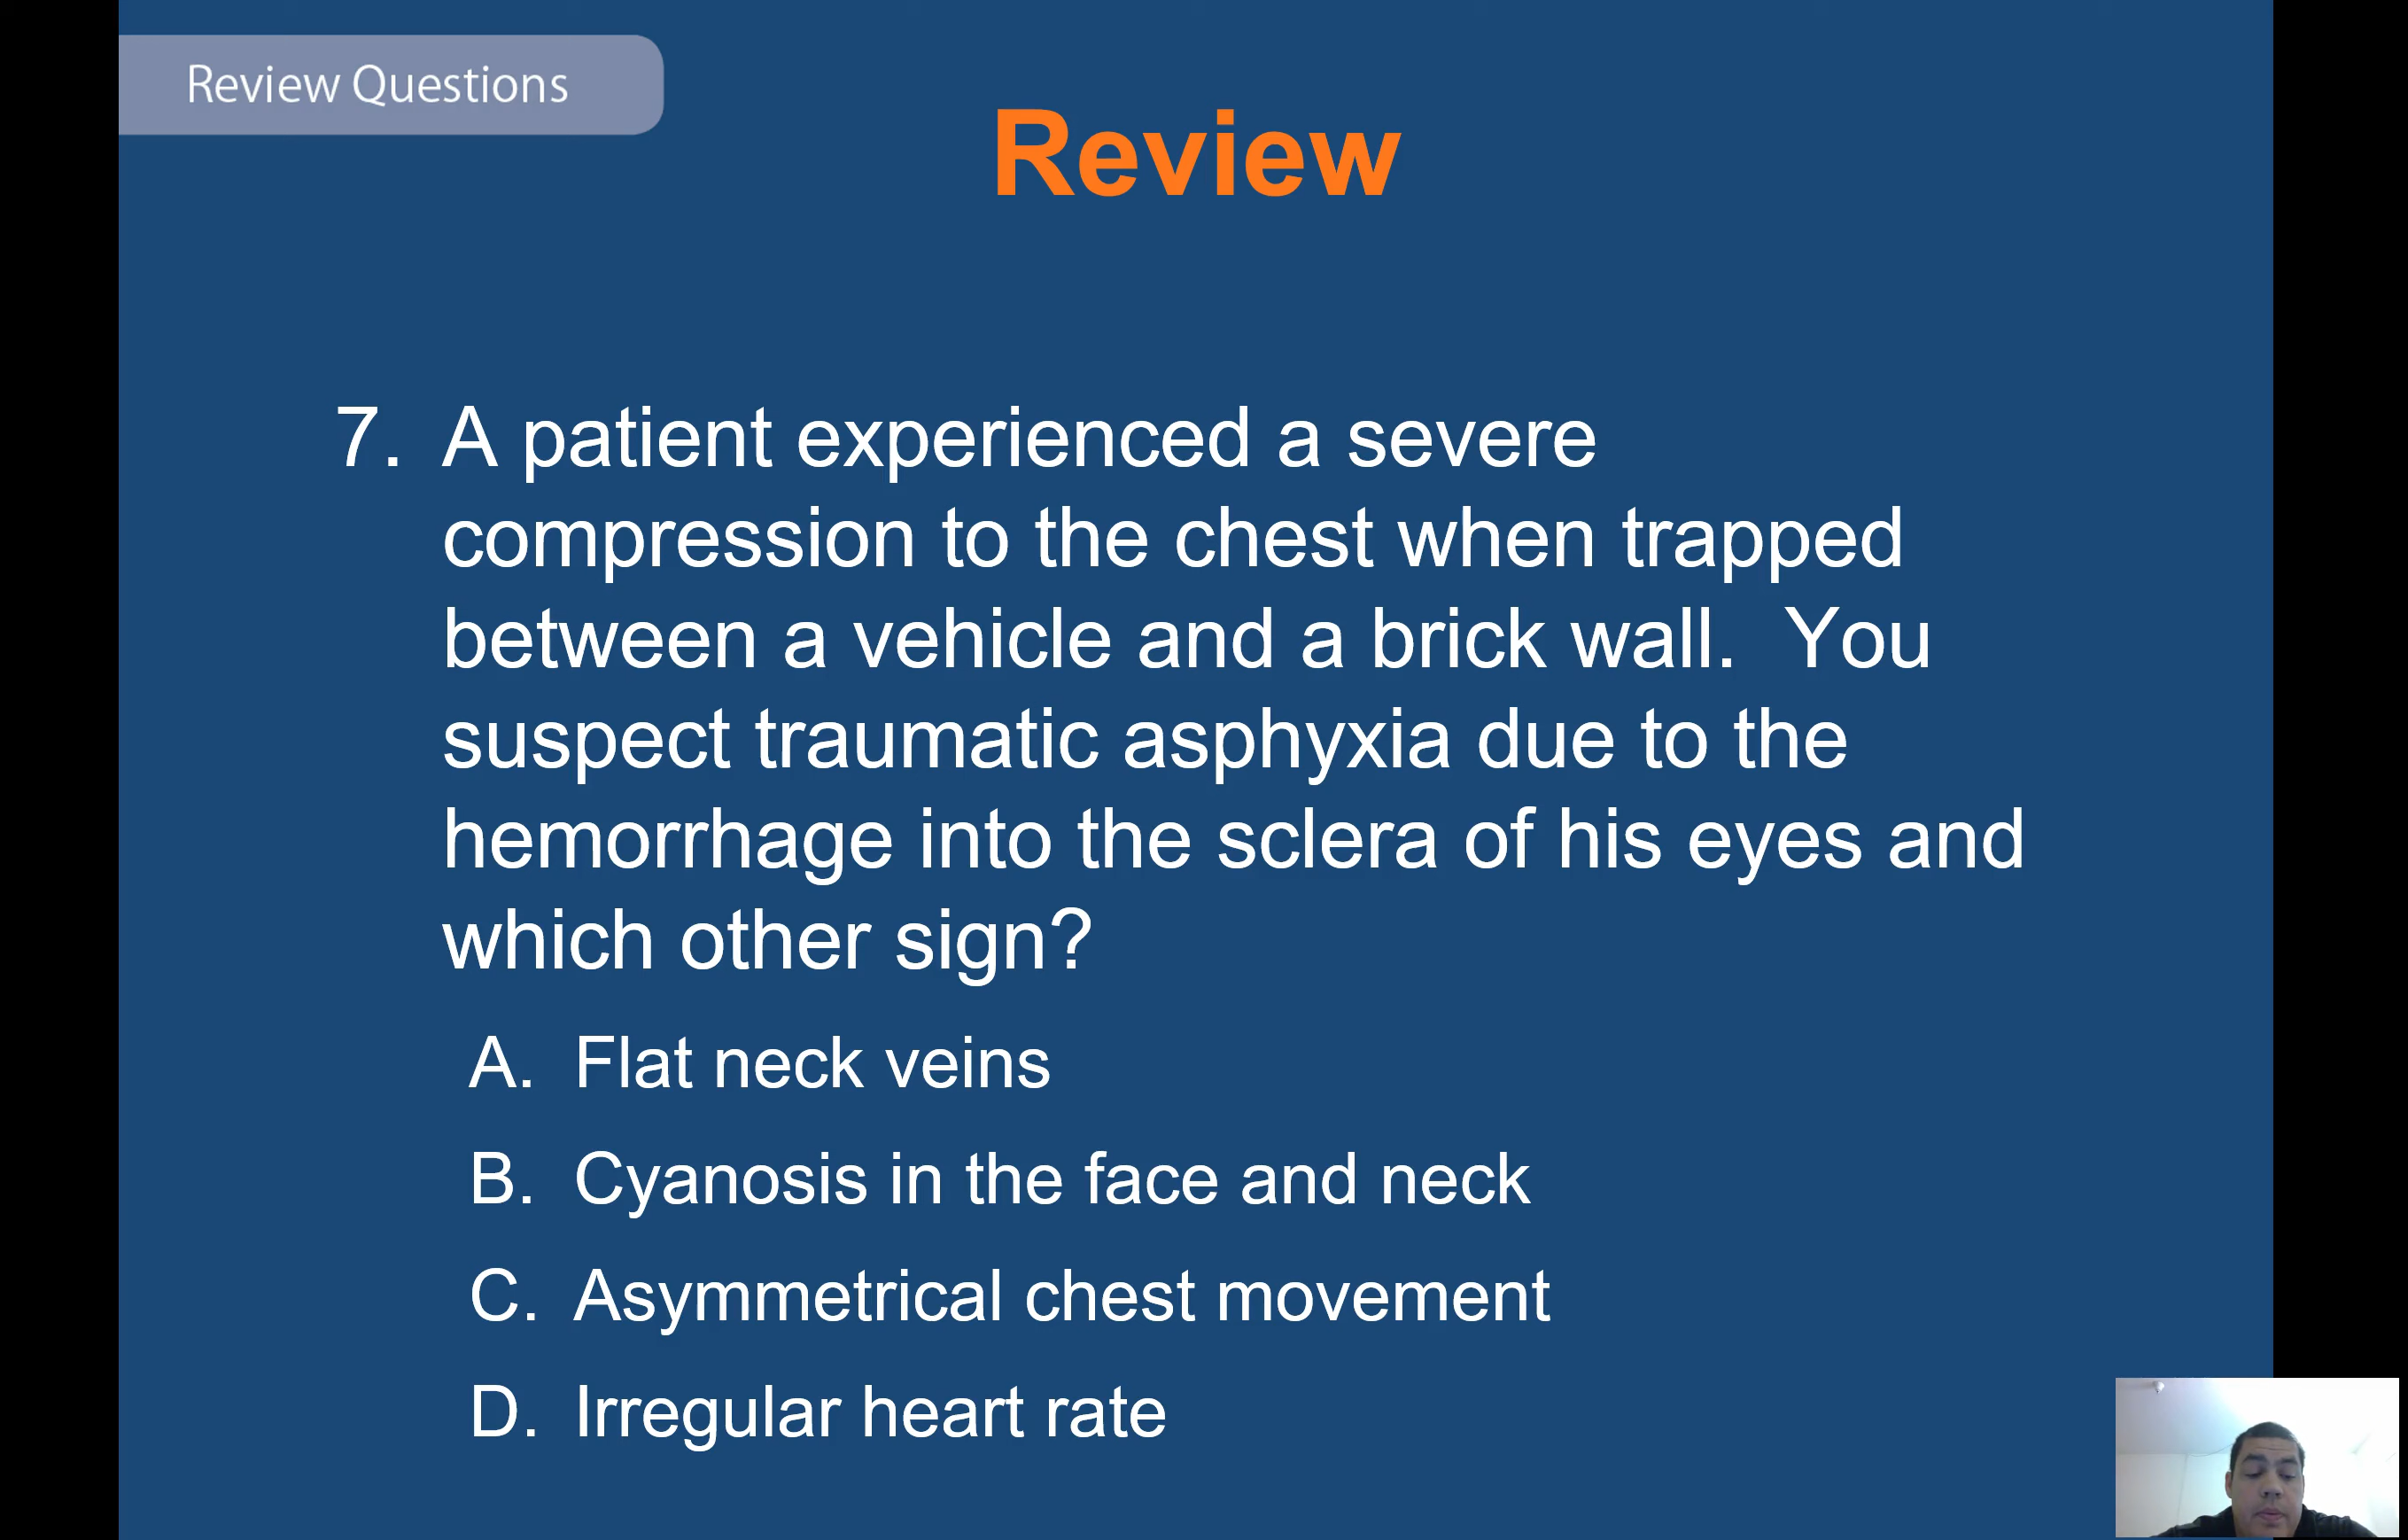 Review Questions
Review
7. A patient experienced a severe
compression to the chest when trapped
between a vehicle and a brick wall.  You
suspect traumatic asphyxia due to the
hemorrhage into the sclera of his eyes and
which other sign?
A. Flat neck veins
B. Cyanosis in the face and neck
C. Asymmetrical chest movement
D. Irregular heart rate